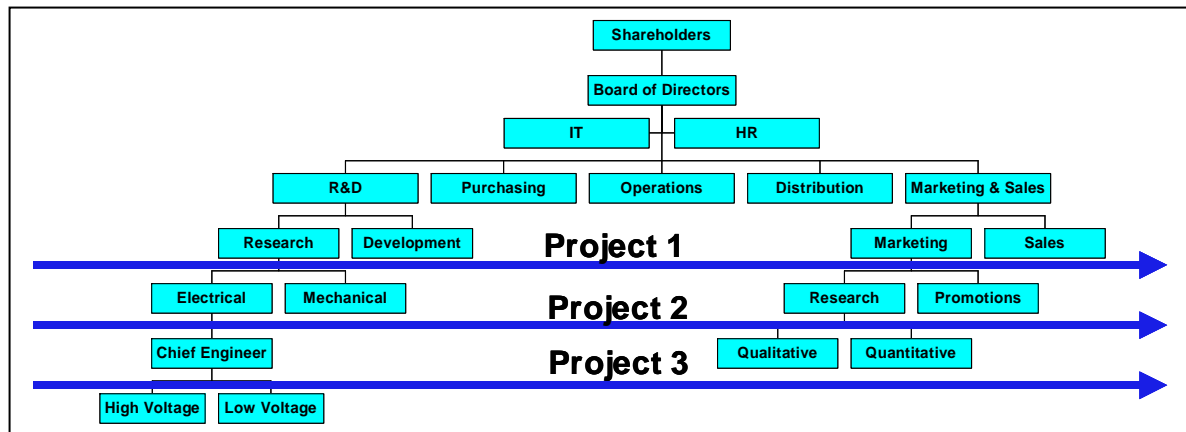 Shareholders
Board of Directors
IT
HR
R&D
Purchasing
Operations
Distribution
Marketing & Sales
Research
Development
Project 1
Marketing
Sales
Electrical
Mechanical
Project 2
Research
Promotions
Chief Engineer
Project 3
Qualitative
Quantitative
High Voltage
Low Voltage